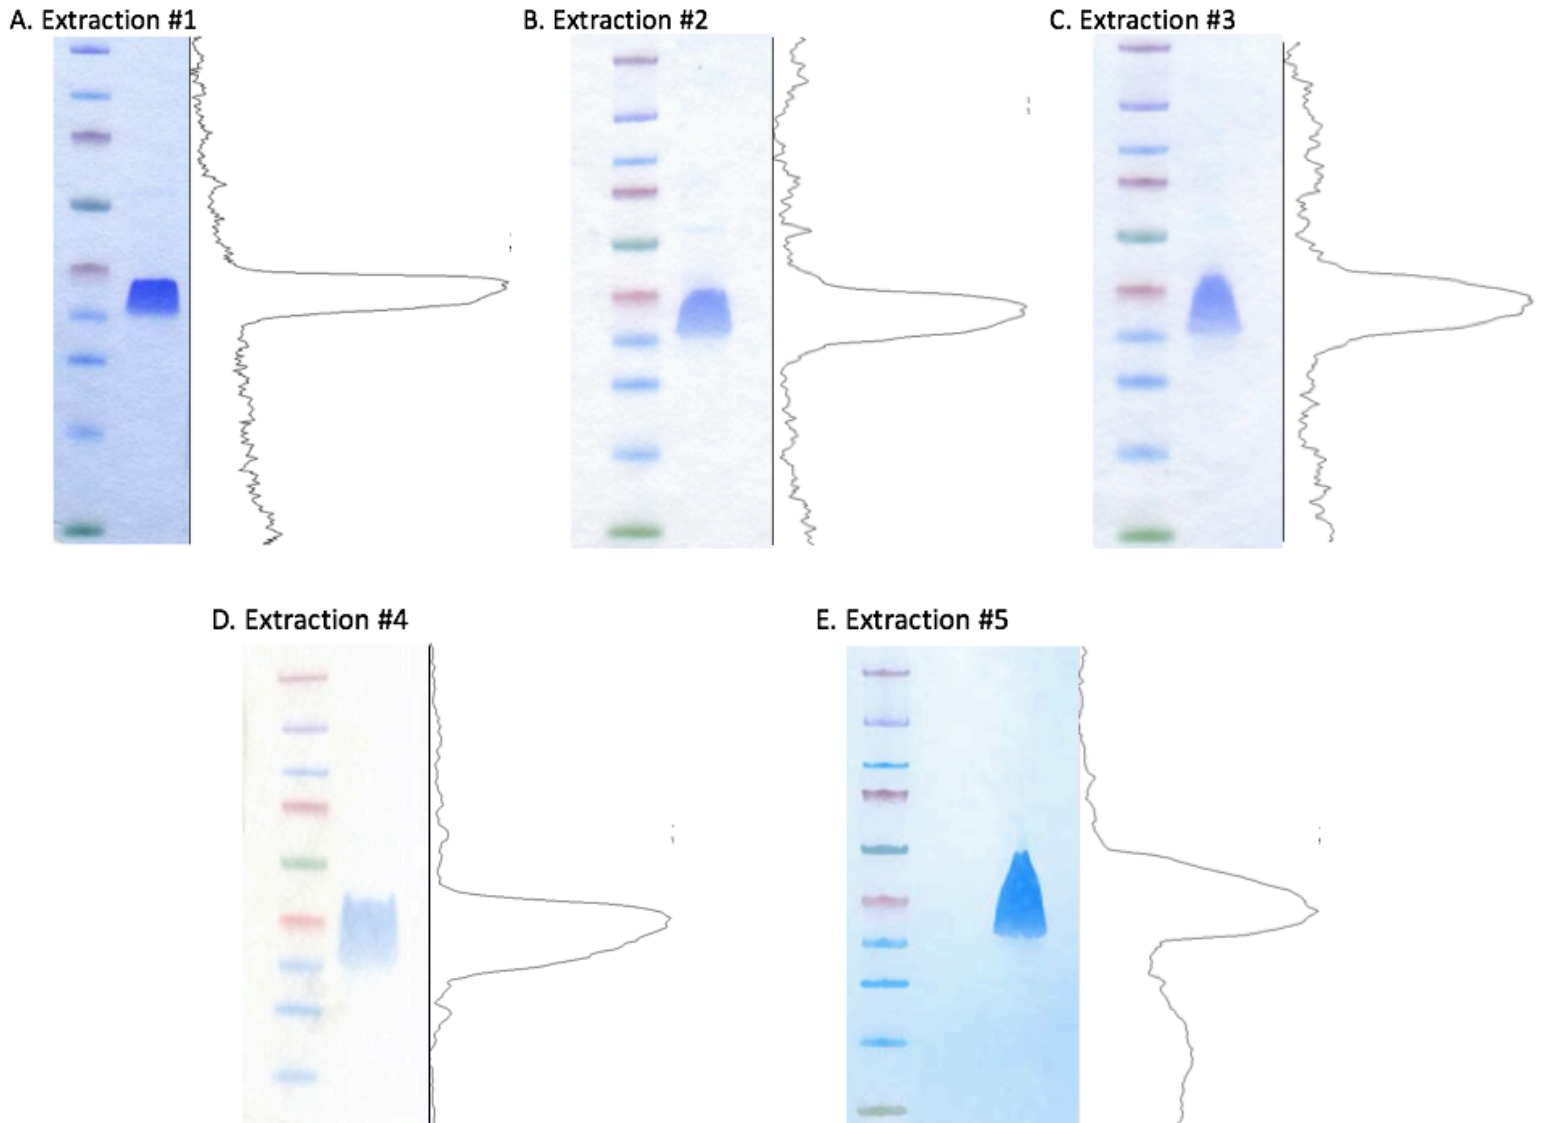 A. Extraction #1
B. Extraction #2
C. Extraction #3
D. Extraction #4
E. Extraction #5